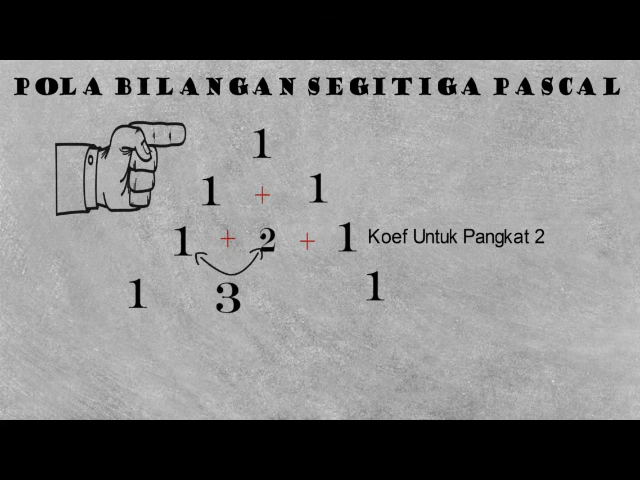 POLA BILANGAN SEGITIGA PASCAL
1
1 + 1
1 + 2 + 1 Koef Untuk Pangkat 2
1 3 1